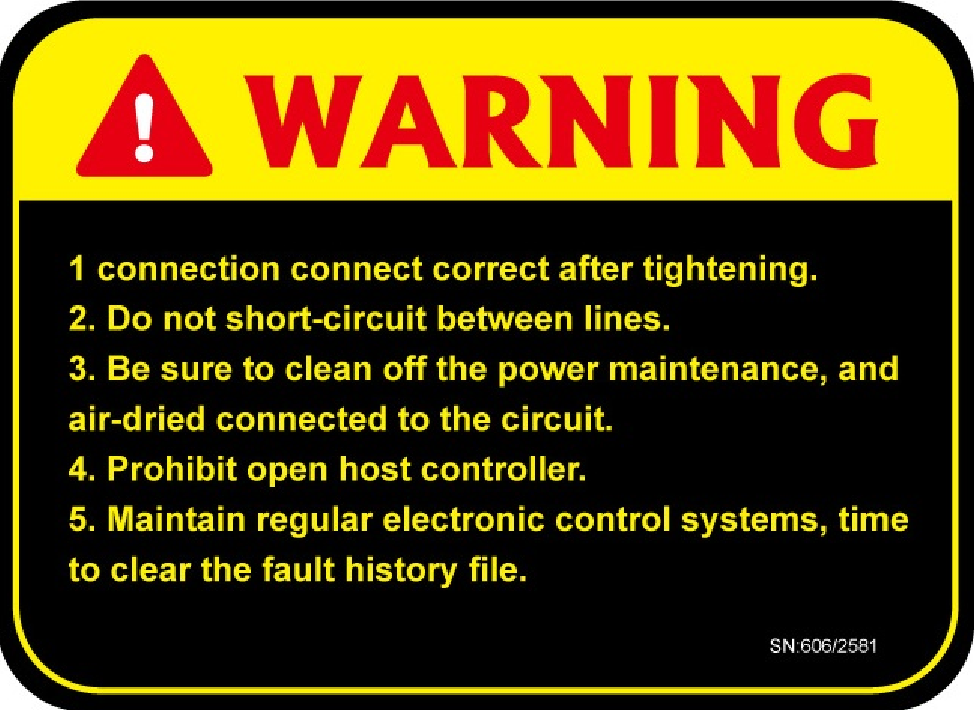 WARNING
1 connection connect correct after tightening.
2. Do not short-circuit between lines.
3. Be sure to clean off the power maintenance, and
air-dried connected to the circuit.
4. Prohibit open host controller.
5. Maintain regular electronic control systems, time
to clear the fault history file.
SN:606/2581